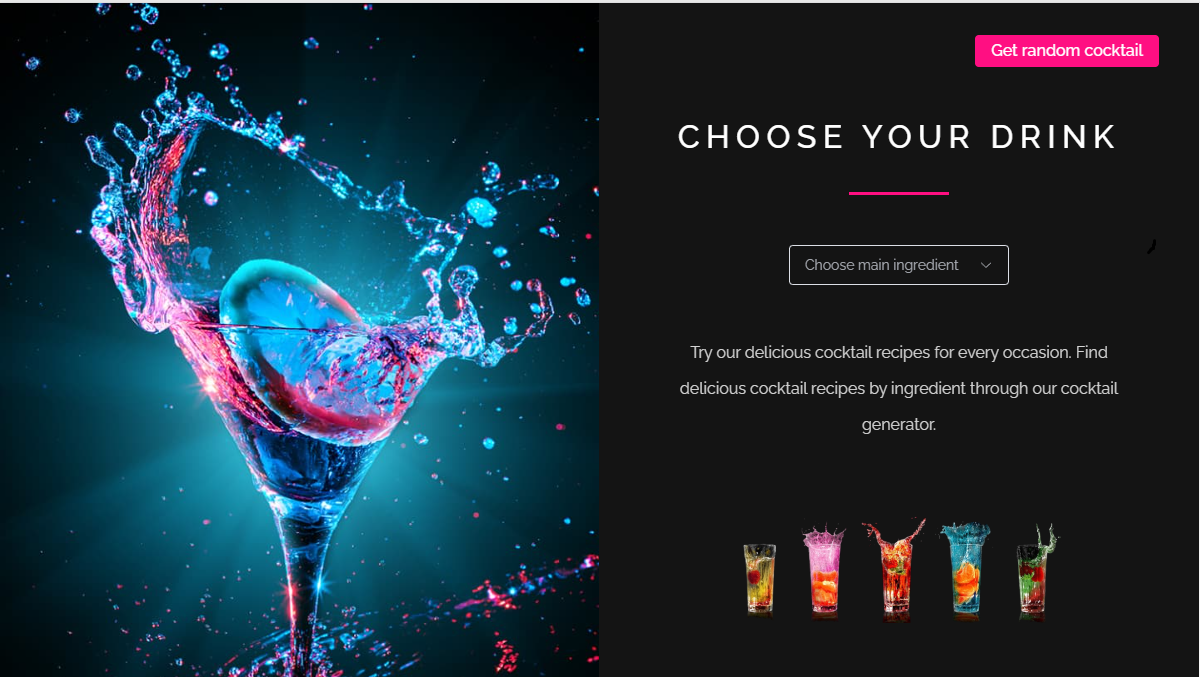 Get random cocktail
CHOOSE YOUR DRINK
Choose main ingredient
Try our delicious cocktail recipes for every occasion. Find
delicious cocktail recipes by ingredient through our cocktail
generator.